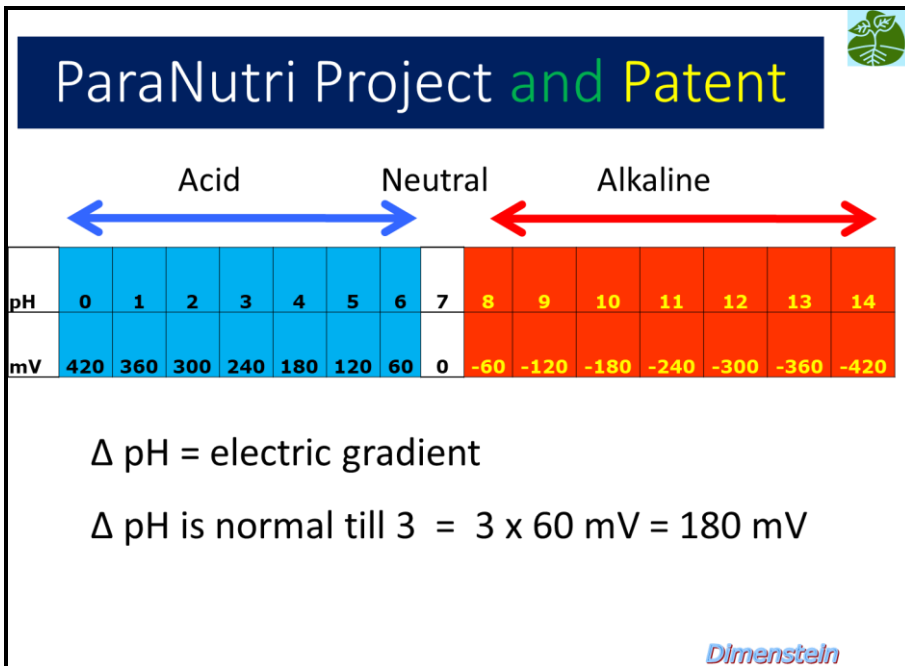 ParaNutri Project and Patent
Acid Neutral Alkaline
pH 0 1 2 3 4 5 6 7 8 9 10 11 12 13 14
mV 420 360 300 240 180 120 60 0 -60 -120 -180 -240 -300 -360 -420
Δ pH = electric gradient
Δ pH is normal till 3 = 3 x 60 mV = 180 mV
Dimenstein